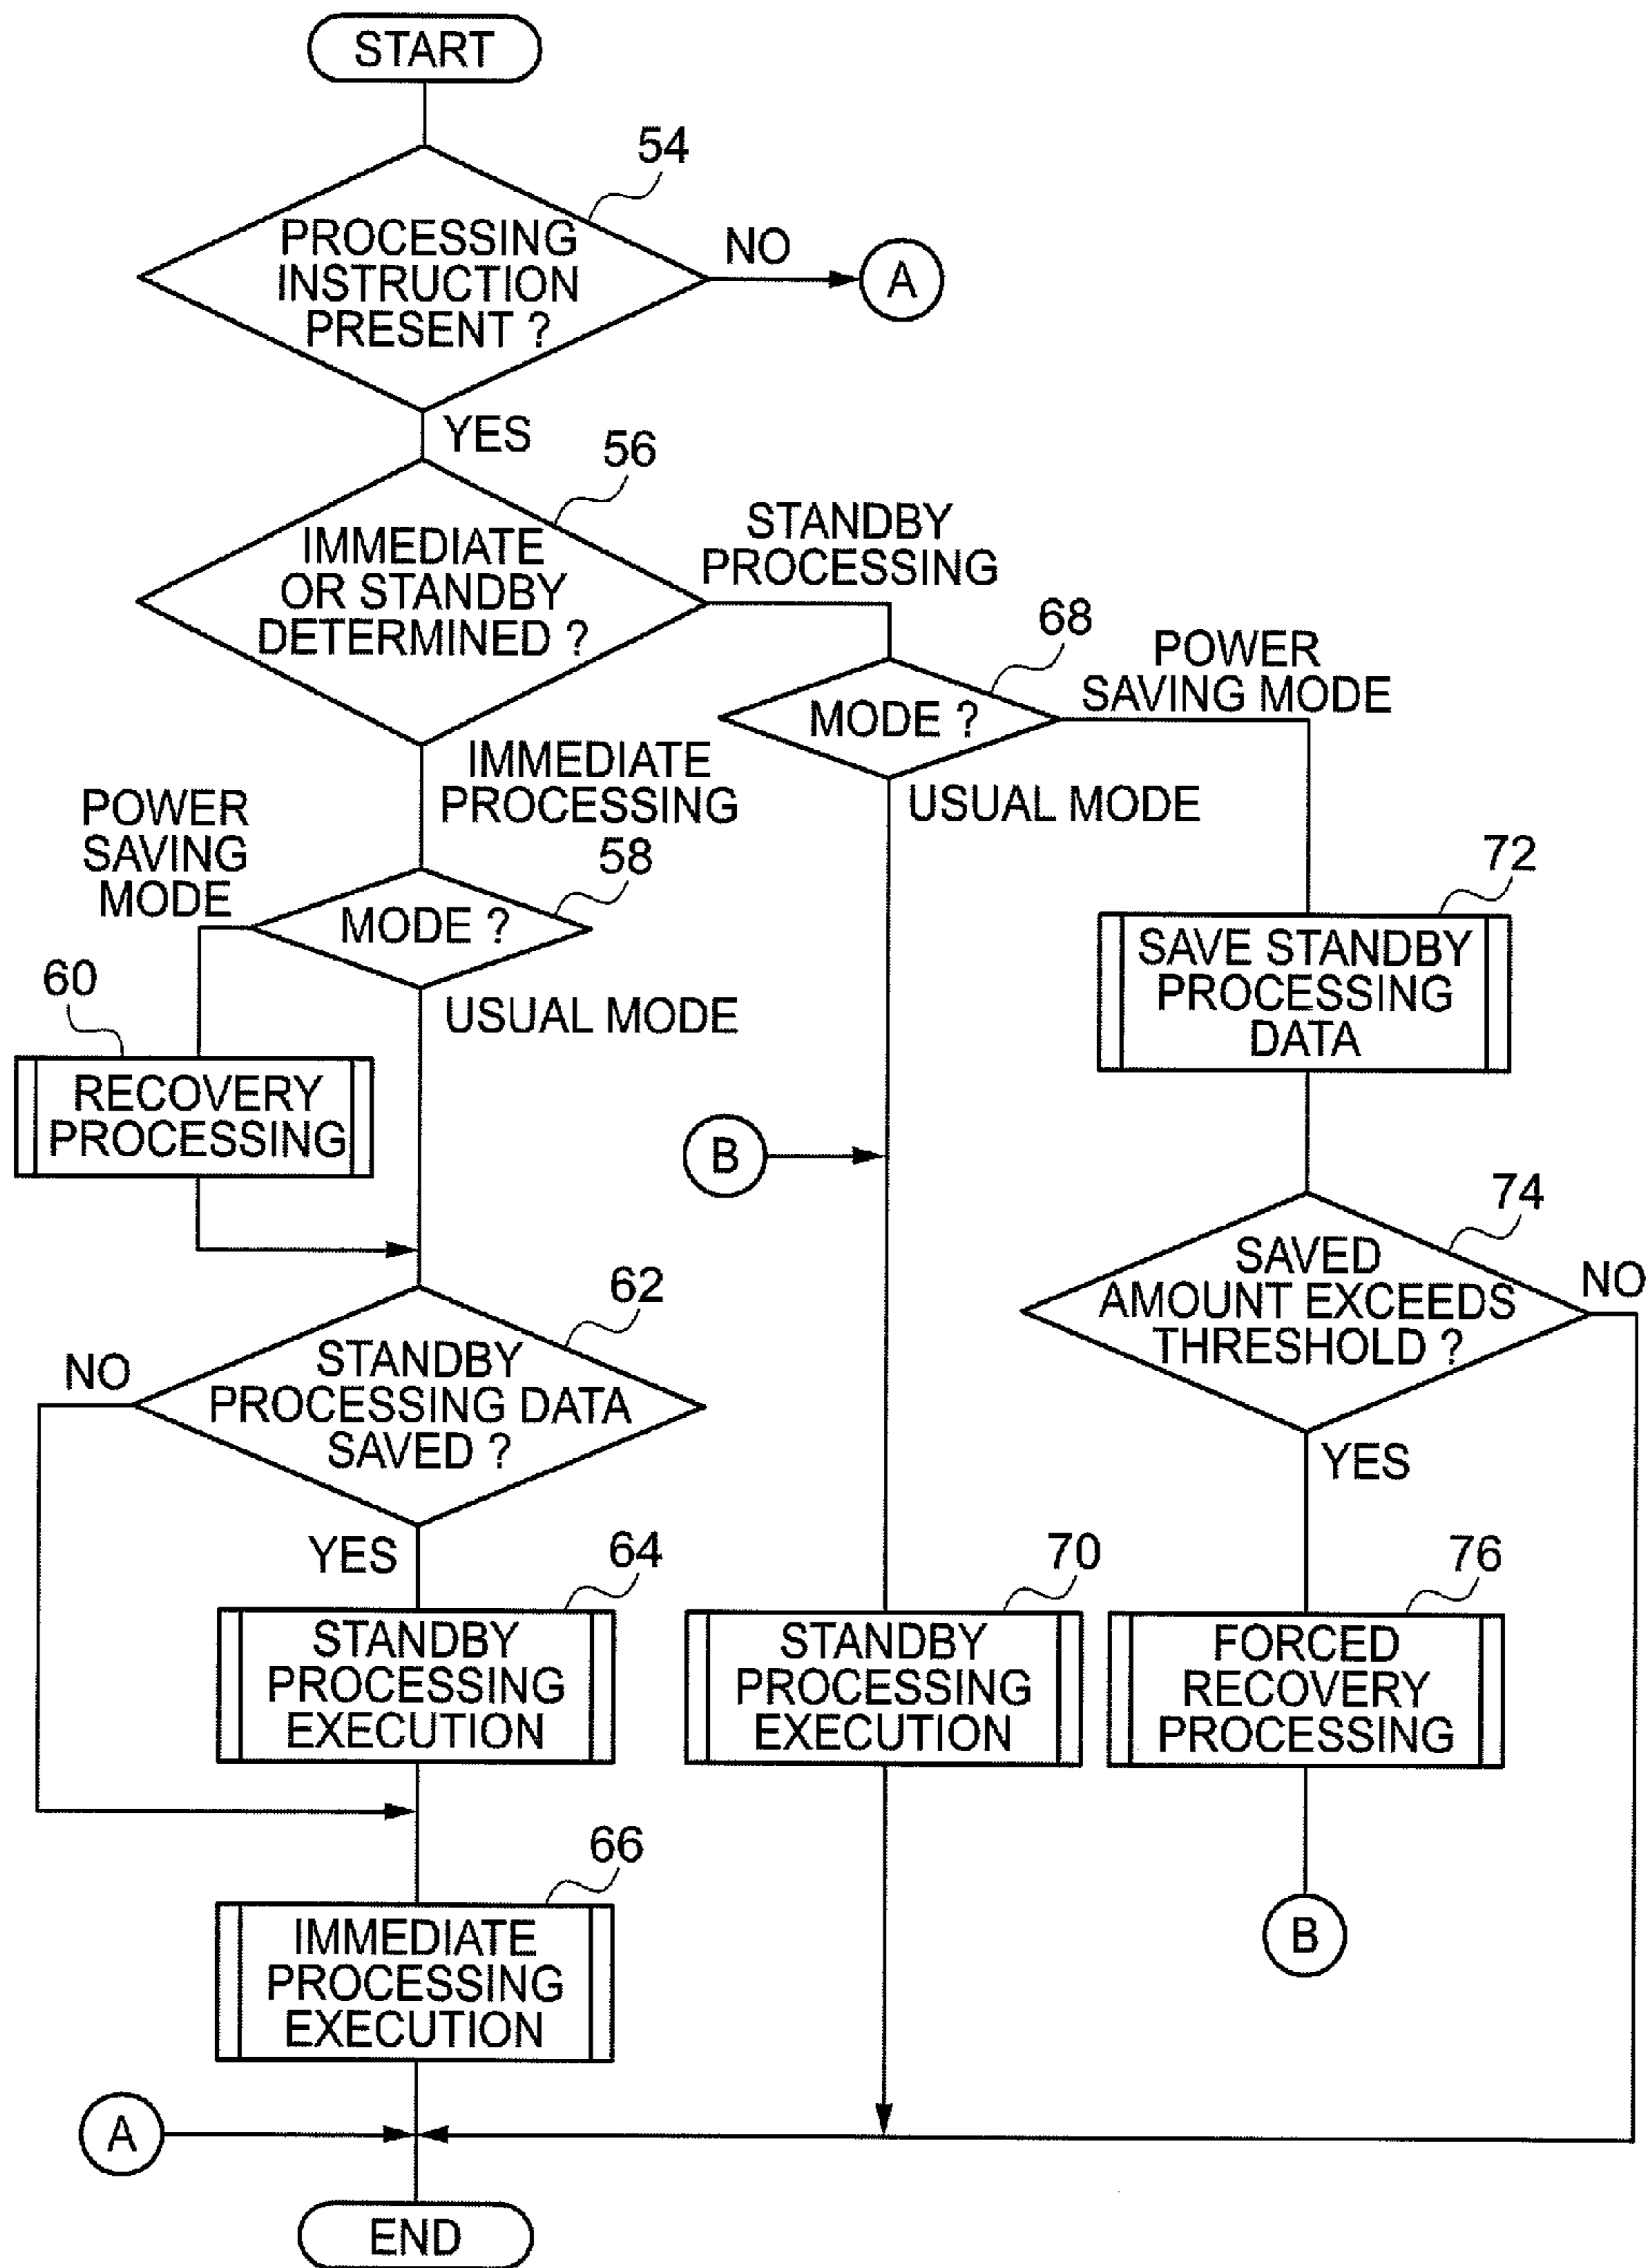 START
54
PROCESSING
INSTRUCTION
PRESENT ?
NO
A
YES
56
IMMEDIATE
OR STANDBY
DETERMINED ?
STANDBY
PROCESSING
68
MODE ?
POWER
SAVING MODE
IMMEDIATE
PROCESSING
USUAL MODE
POWER
SAVING
MODE
58
MODE ?
72
SAVE STANDBY
PROCESSING
DATA
60
USUAL MODE
RECOVERY
PROCESSING
B
74
SAVED
AMOUNT EXCEEDS
THRESHOLD ?
NO
62
STANDBY
PROCESSING DATA
SAVED ?
NO
YES
YES
64
STANDBY
PROCESSING
EXECUTION
70
STANDBY
PROCESSING
EXECUTION
76
FORCED
RECOVERY
PROCESSING
66
IMMEDIATE
PROCESSING
EXECUTION
B
A
END